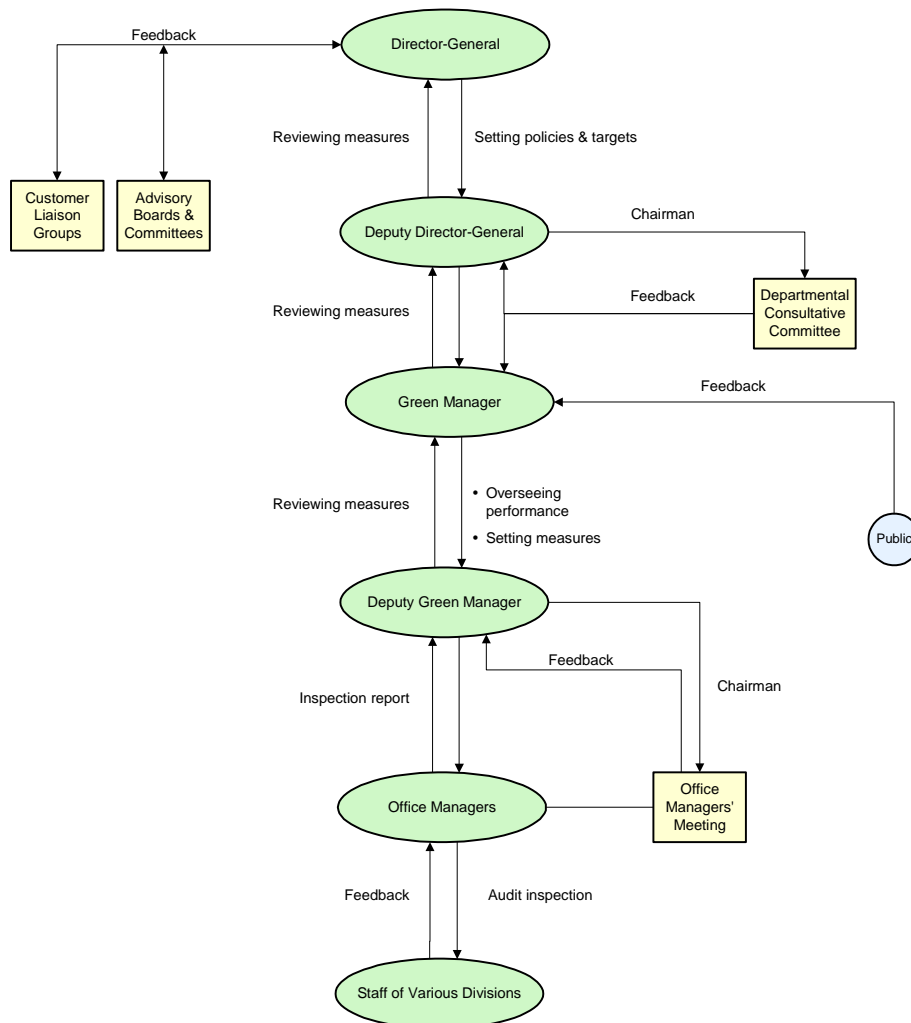 Feedback
Director-General
Reviewing measures
Setting policies & targets
Customer
Liaison
Groups
Advisory
Boards &
Committees
Chairman
Deputy Director-General
Reviewing measures
Feedback
Departmental
Consultative
Committee
Feedback
Green Manager
Reviewing measures
• Overseeing
performance
• Setting measures
Public
Deputy Green Manager
Feedback
Inspection report
Chairman
Office Managers
Office
Managers'
Meeting
Feedback
Audit inspection
Staff of Various Divisions